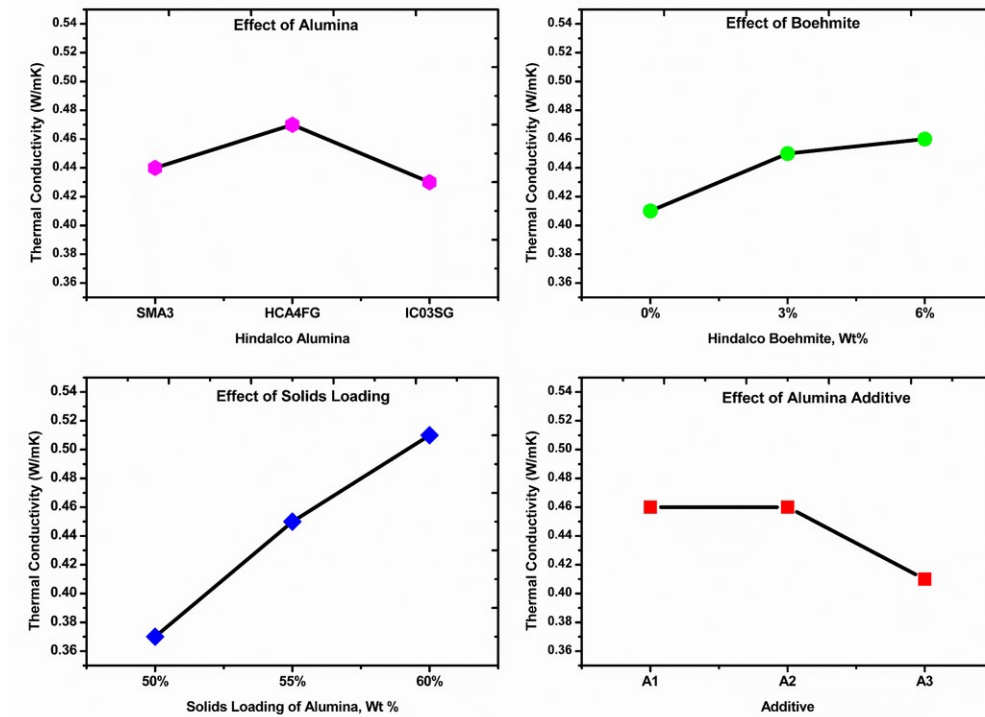 Effect of Alumina
Thermal Conductivity (W/mK)
0.54
0.52
0.50
0.48
0.46
0.44
0.42
0.40
0.38
0.36
SMA3 HCA4FG IC03SG
Hindalco Alumina
Effect of Boehmite
Thermal Conductivity (W/mK)
0.54
0.52
0.50
0.48
0.46
0.44
0.42
0.40
0.38
0.36
0% 3% 6%
Hindalco Boehmite, Wt%
Effect of Solids Loading
Thermal Conductivity (W/mK)
0.54
0.52
0.50
0.48
0.46
0.44
0.42
0.40
0.38
0.36
50% 55% 60%
Solids Loading of Alumina, Wt %
Effect of Alumina Additive
Thermal Conductivity (W/mK)
0.54
0.52
0.50
0.48
0.46
0.44
0.42
0.40
0.38
0.36
A1 A2 A3
Additive